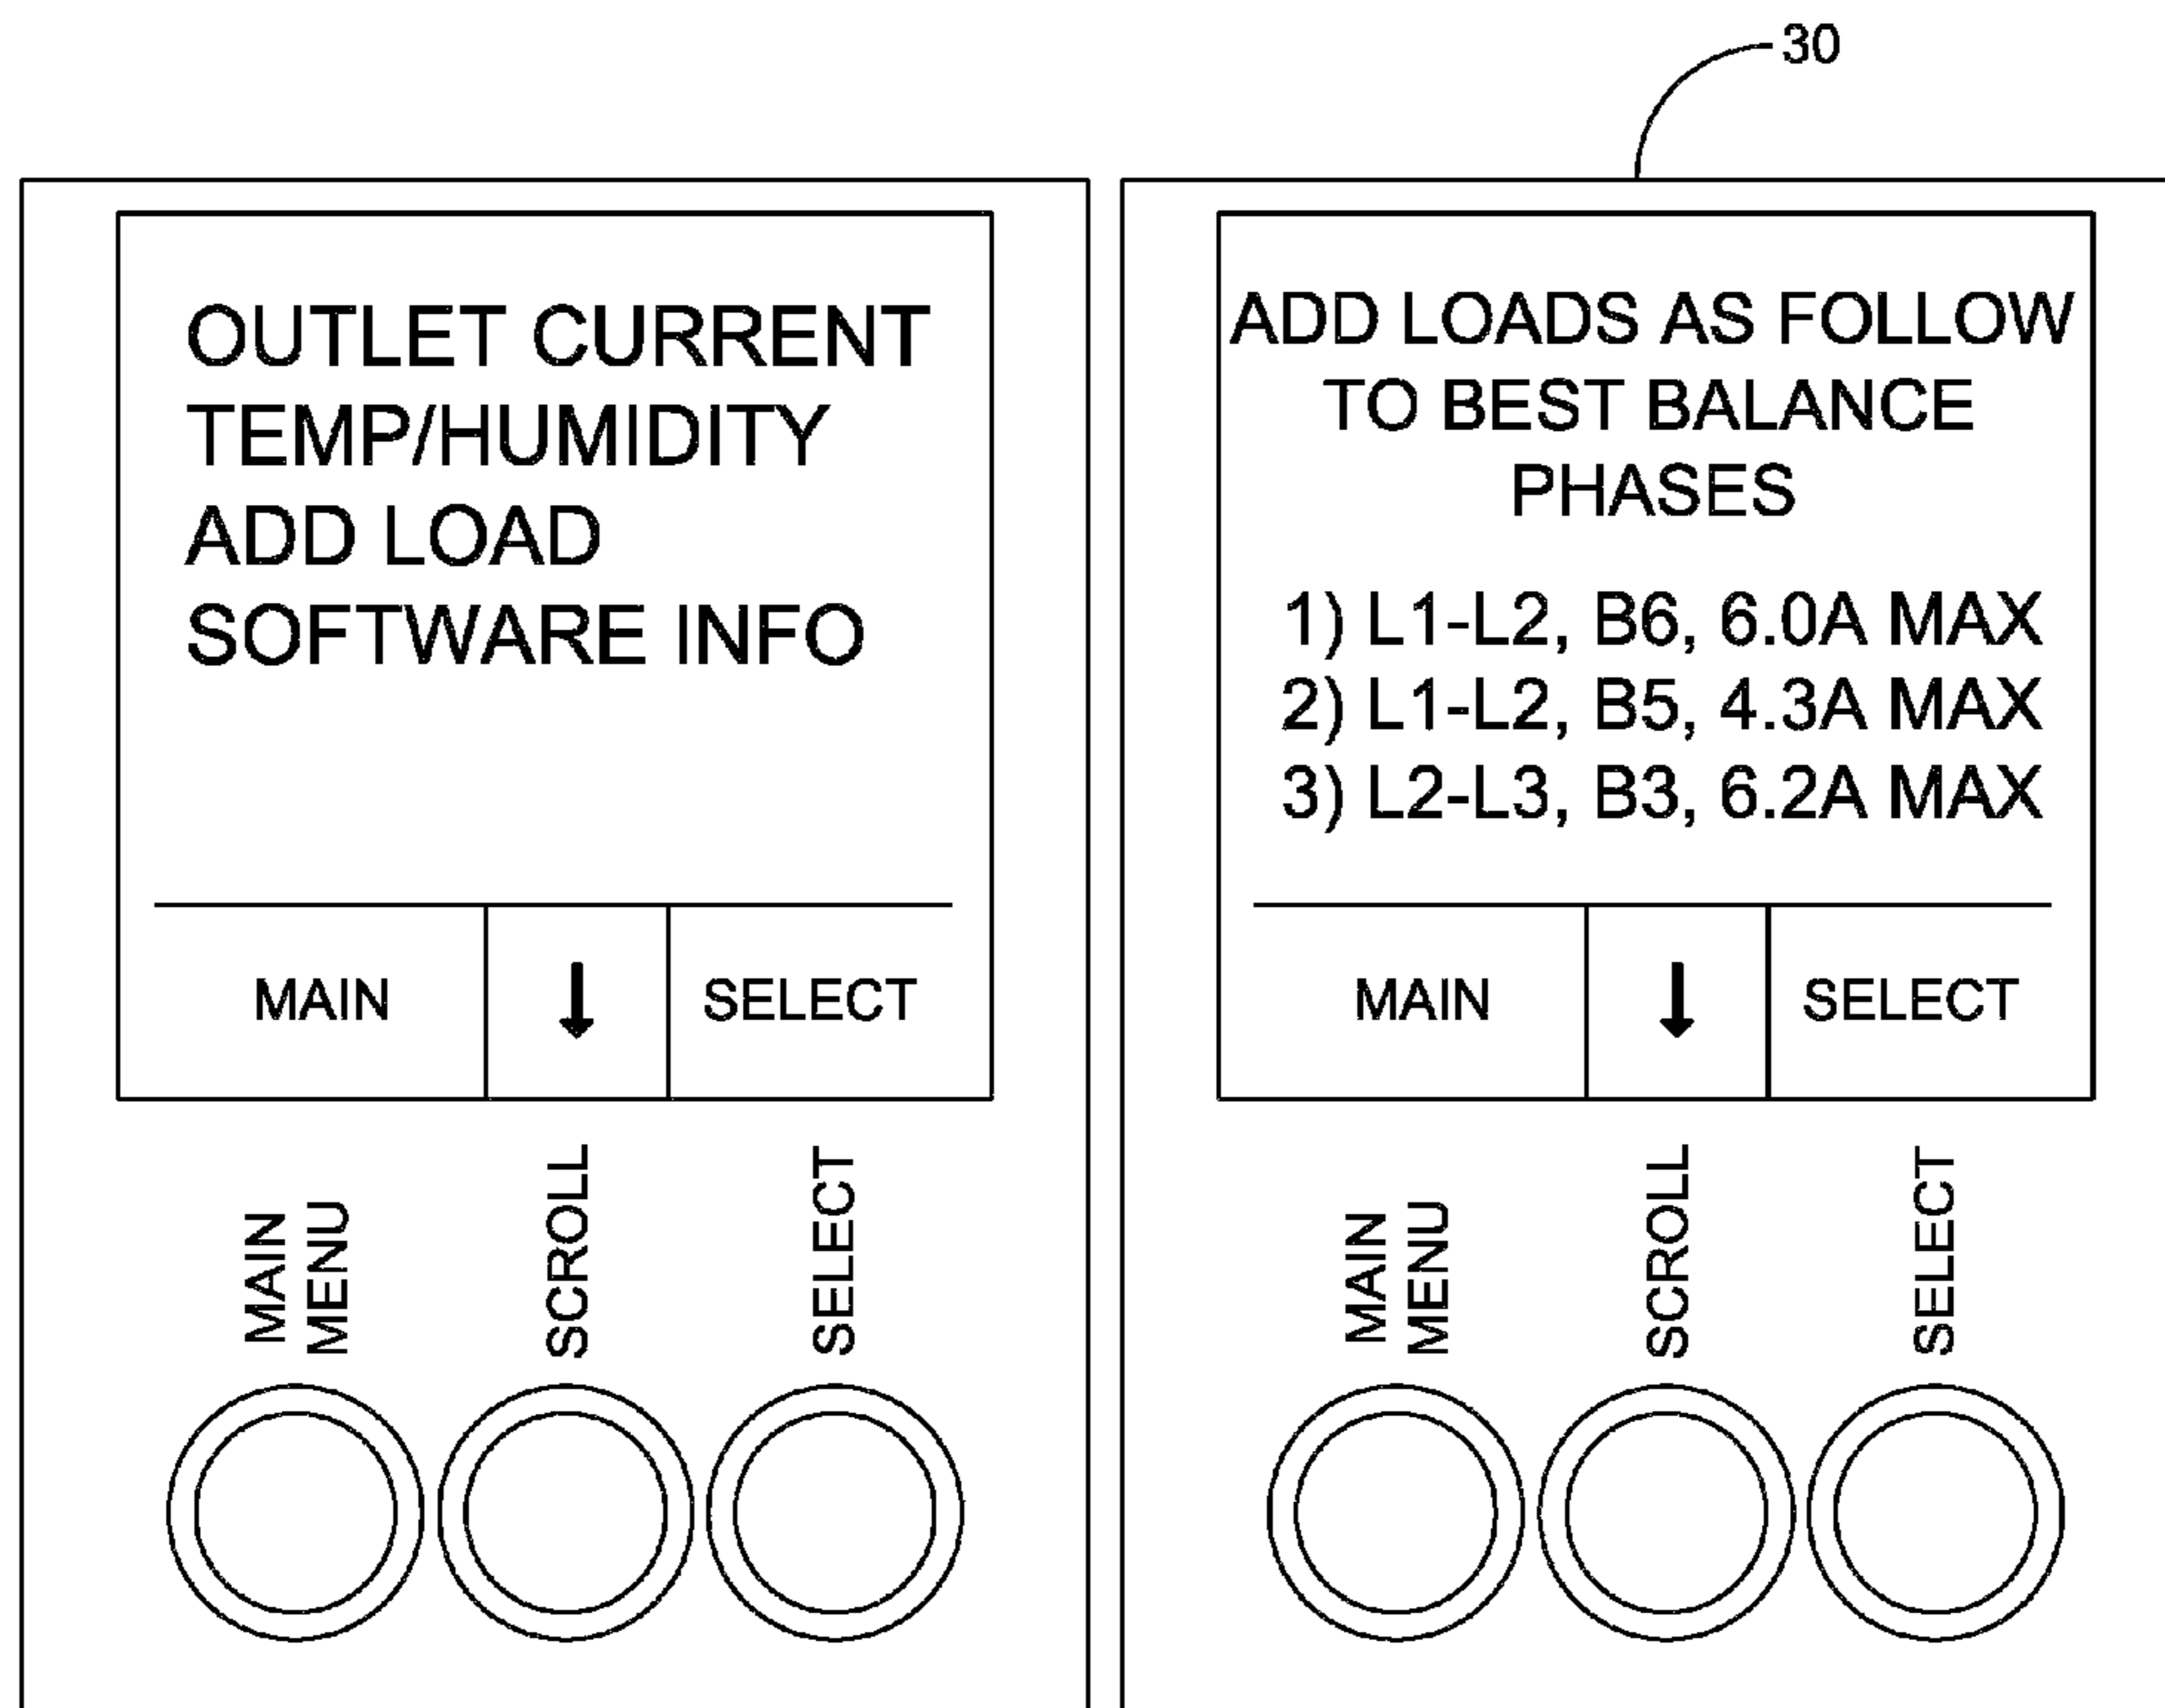 30
OUTLET CURRENT
TEMP/HUMIDITY
ADD LOAD
SOFTWARE INFO
MAIN
↓
SELECT
MAIN
MENU
SCROLL
SELECT
ADD LOADS AS FOLLOW
TO BEST BALANCE
PHASES
1) L1-L2, B6, 6.0A MAX
2) L1-L2, B5, 4.3A MAX
3) L2-L3, B3, 6.2A MAX
MAIN
↓
SELECT
MAIN
MENU
SCROLL
SELECT